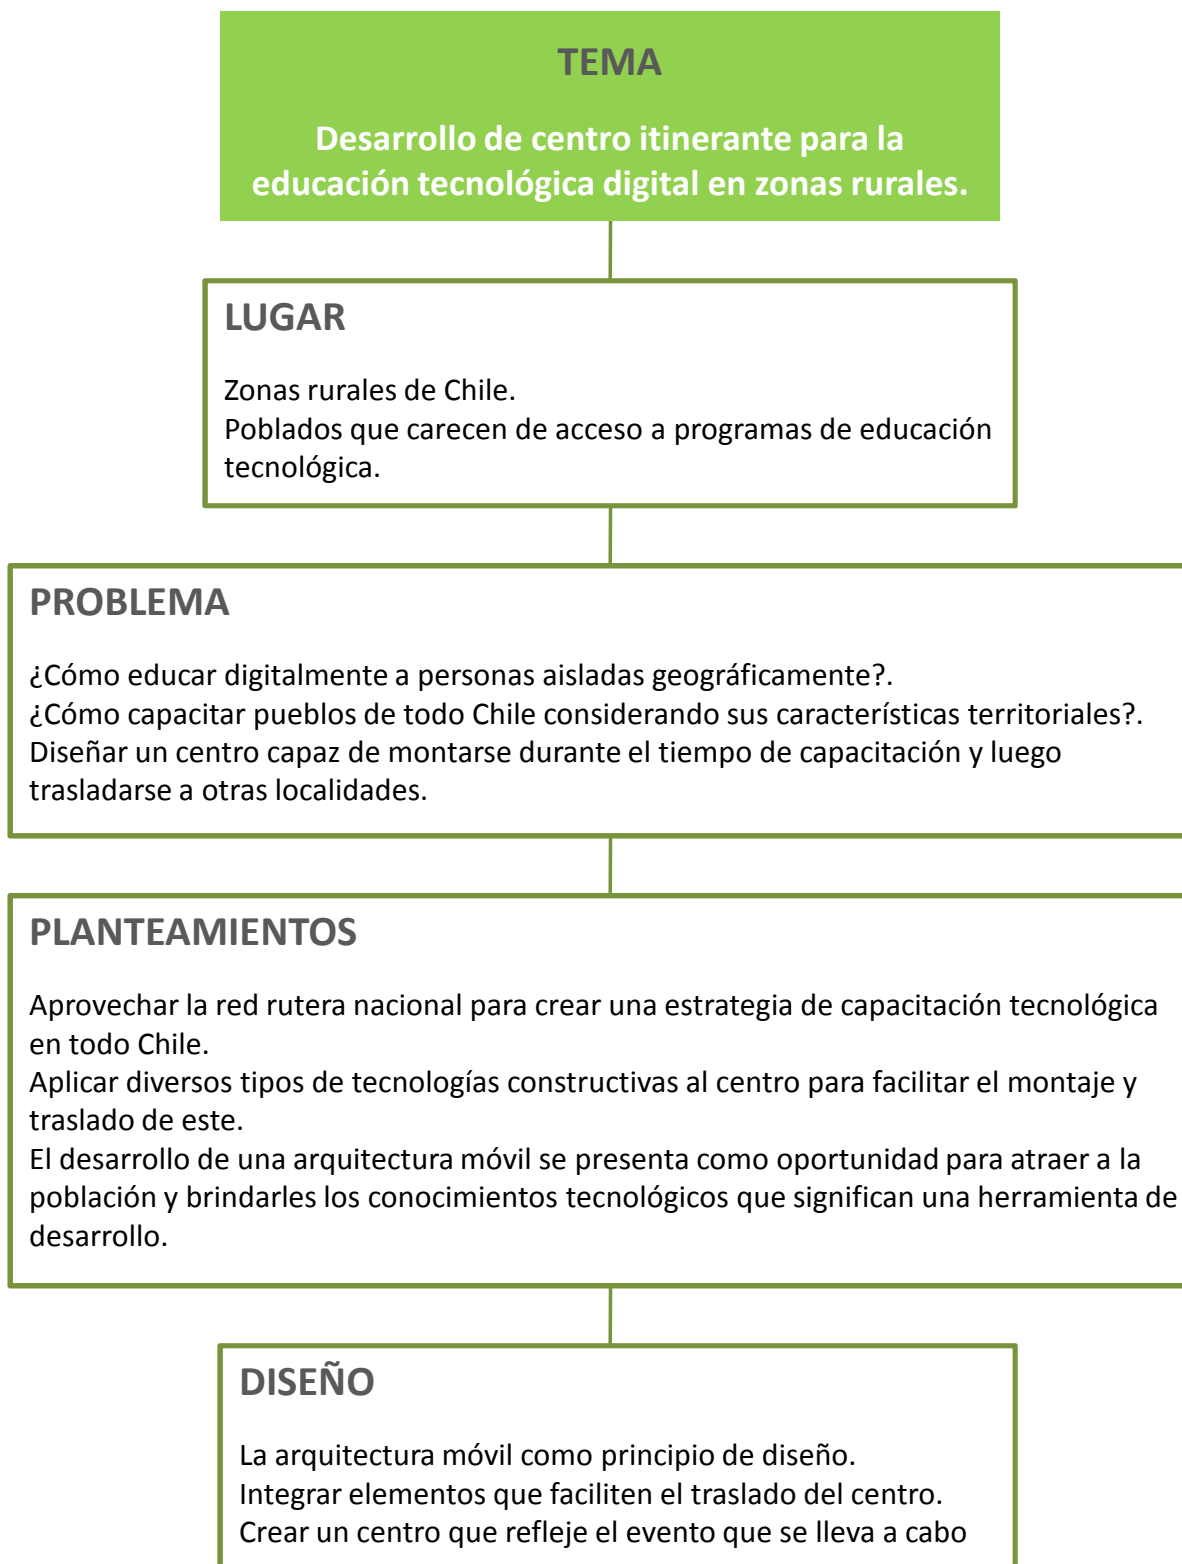 TEMA
Desarrollo de centro itinerante para la
educación tecnológica digital en zonas rurales.
LUGAR
Zonas rurales de Chile.
Poblados que carecen de acceso a programas de educación
tecnológica.
PROBLEMA
¿Cómo educar digitalmente a personas aisladas geográficamente?.
¿Cómo capacitar pueblos de todo Chile considerando sus características territoriales?.
Diseñar un centro capaz de montarse durante el tiempo de capacitación y luego
trasladarse a otras localidades.
PLANTEAMIENTOS
Aprovechar la red rutera nacional para crear una estrategia de capacitación tecnológica
en todo Chile.
Aplicar diversos tipos de tecnologías constructivas al centro para facilitar el montaje y
traslado de este.
El desarrollo de una arquitectura móvil se presenta como oportunidad para atraer a la
población y brindarles los conocimientos tecnológicos que significan una herramienta de
desarrollo.
DISEÑO
La arquitectura móvil como principio de diseño.
Integrar elementos que faciliten el traslado del centro.
Crear un centro que refleje el evento que se lleva a cabo